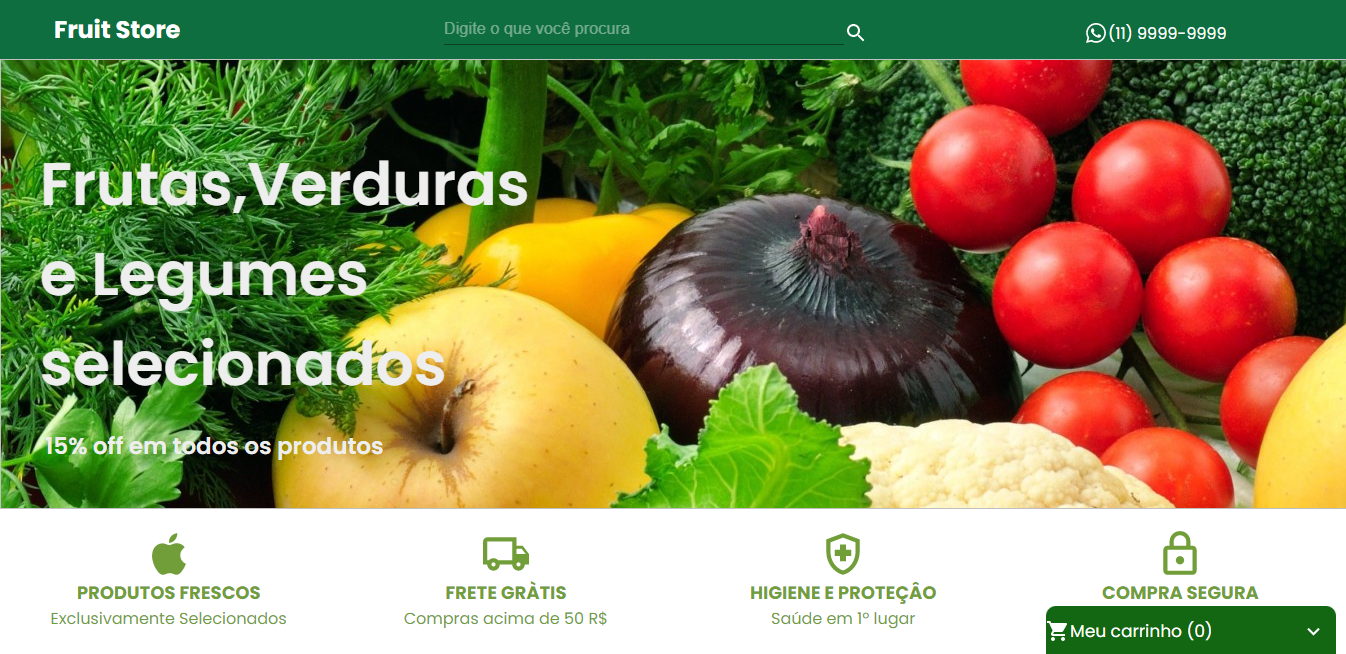 Fruit Store
Digite o que você procura
(11) 9999-9999
Frutas,Verduras
e Legumes
selecionados
15% off em todos os produtos
PRODUTOS FRESCOS
Exclusivamente Selecionados
FRETE GRÀTIS
Compras acima de 50 R$
HIGIENE E PROTEÇÂO
Saúde em 1º lugar
COMPRA SEGURA
Meu carrinho (0)